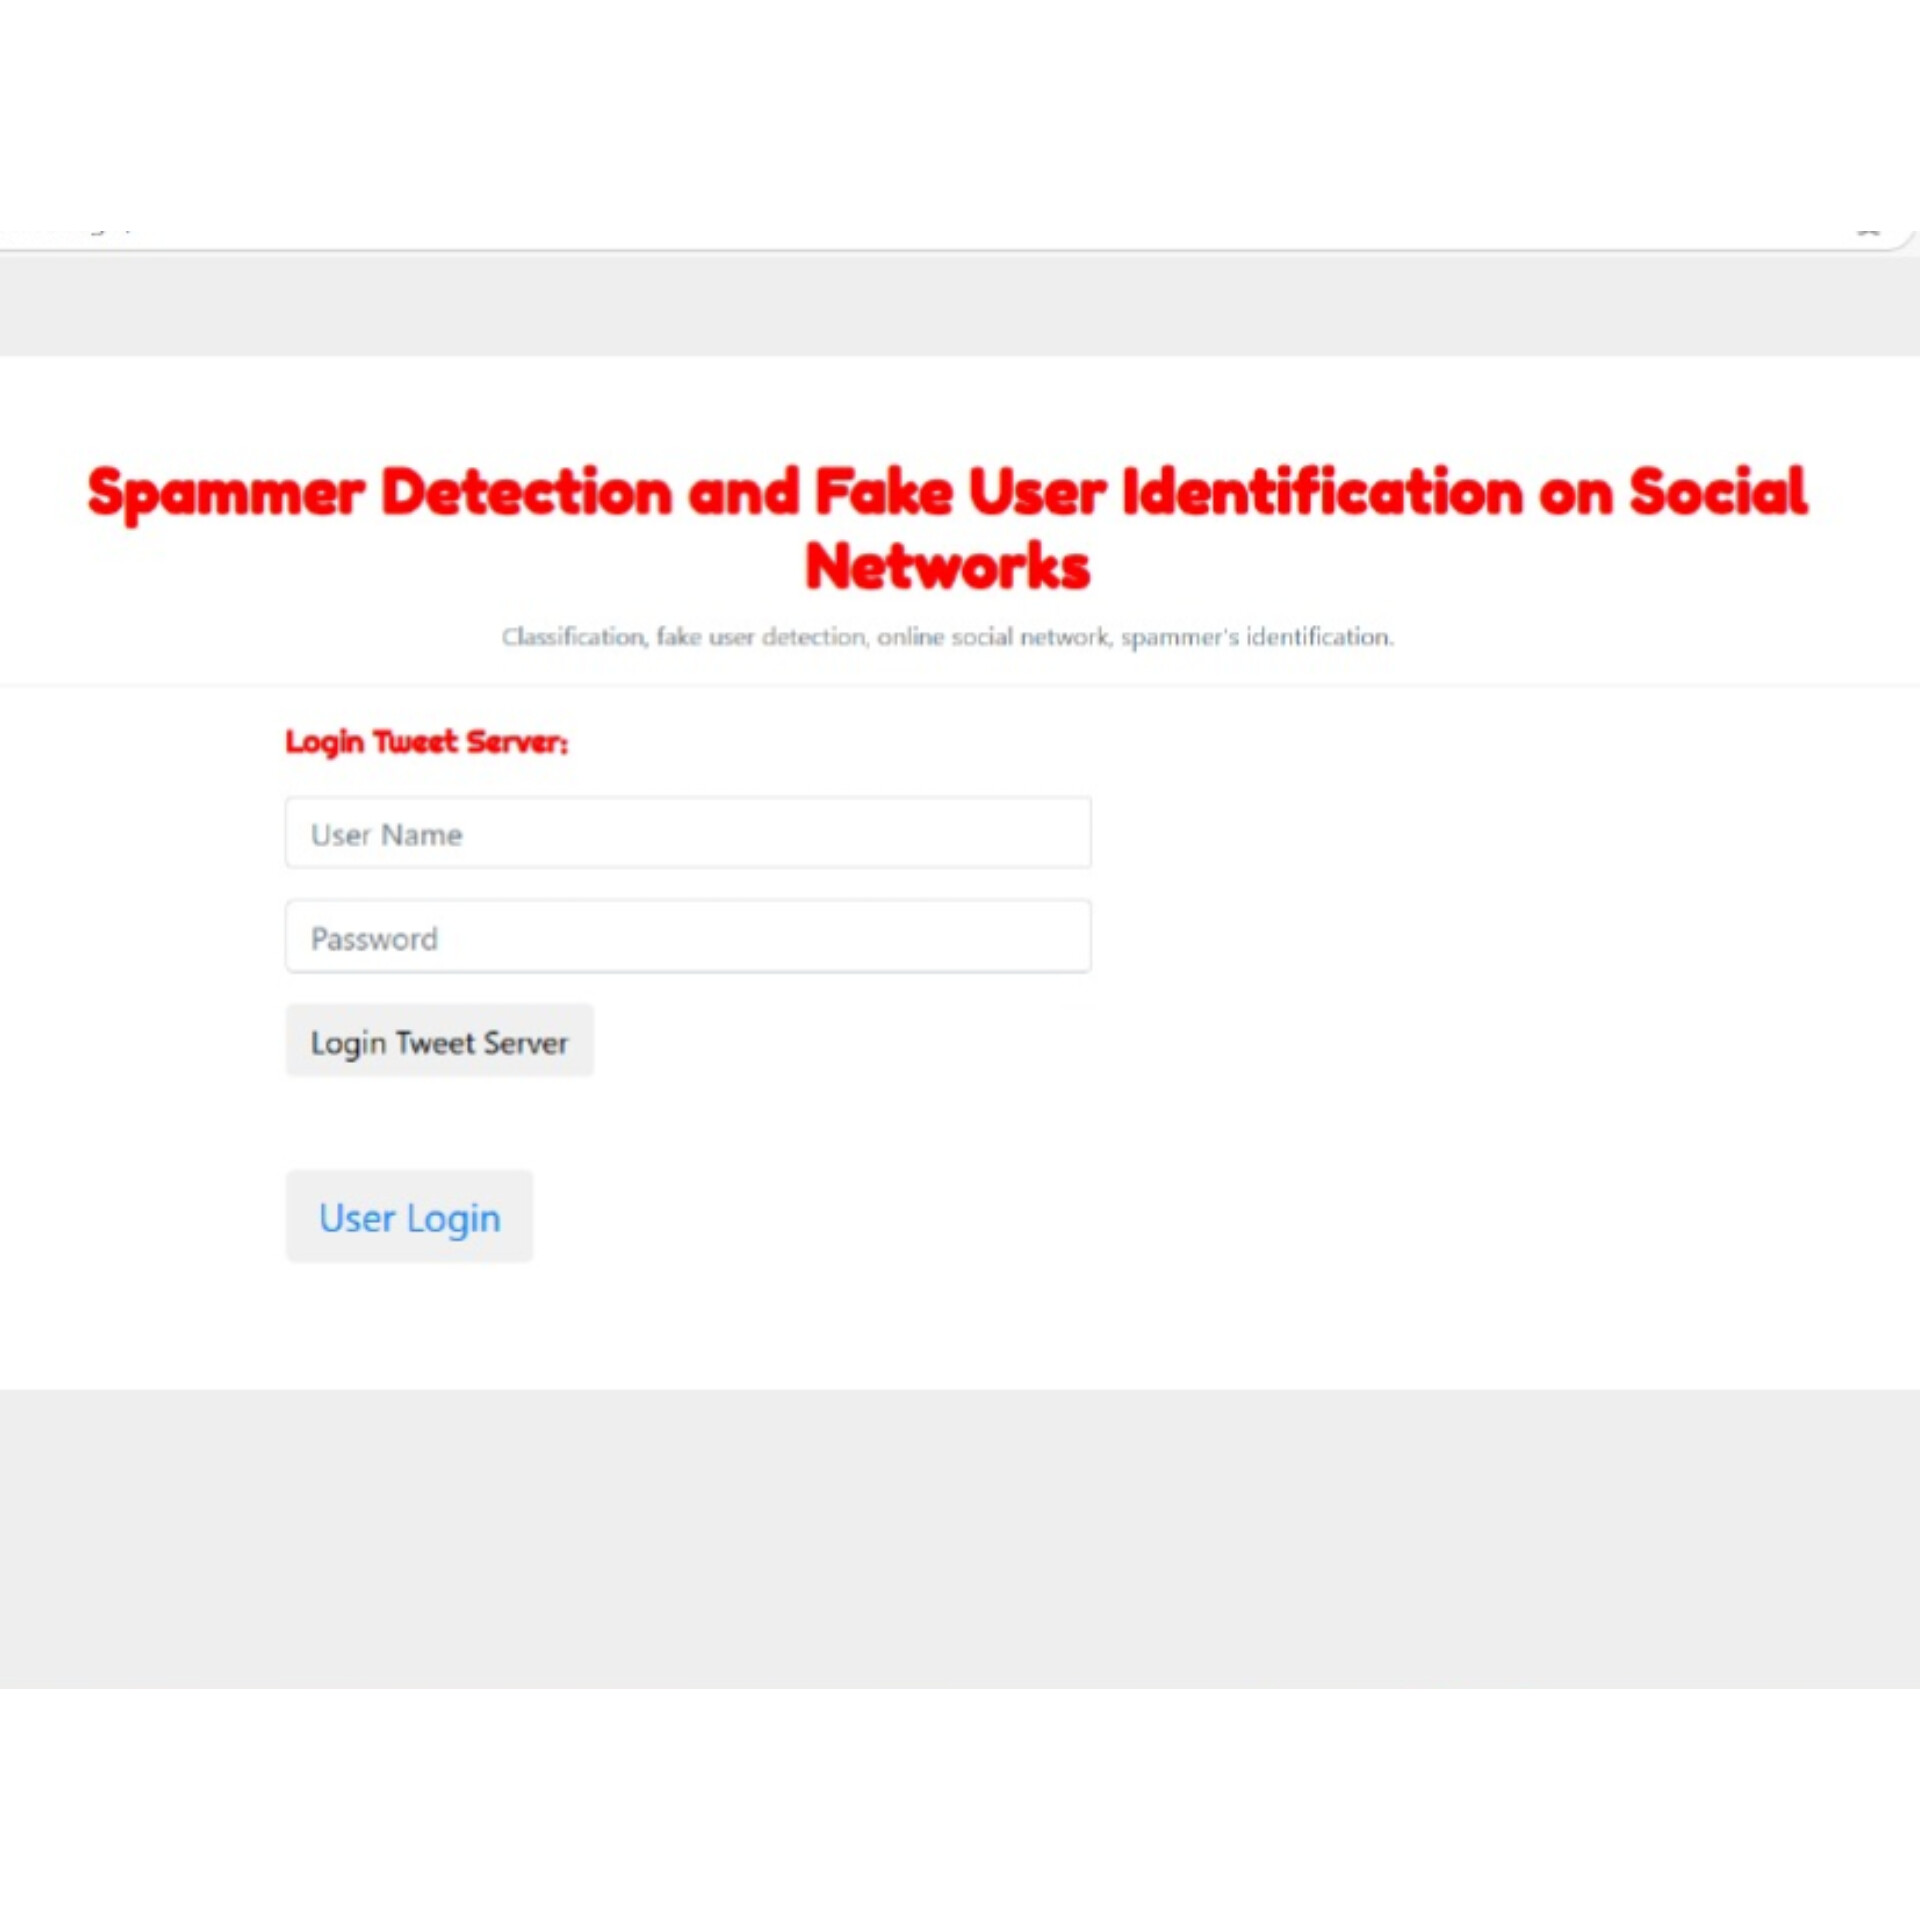 Spammer Detection and Fake User Identification on Social
Networks
Classification, fake user detection, online social network, spammer's identification.
Login Tweet Server:
User Name
Password
Login Tweet Server
User Login